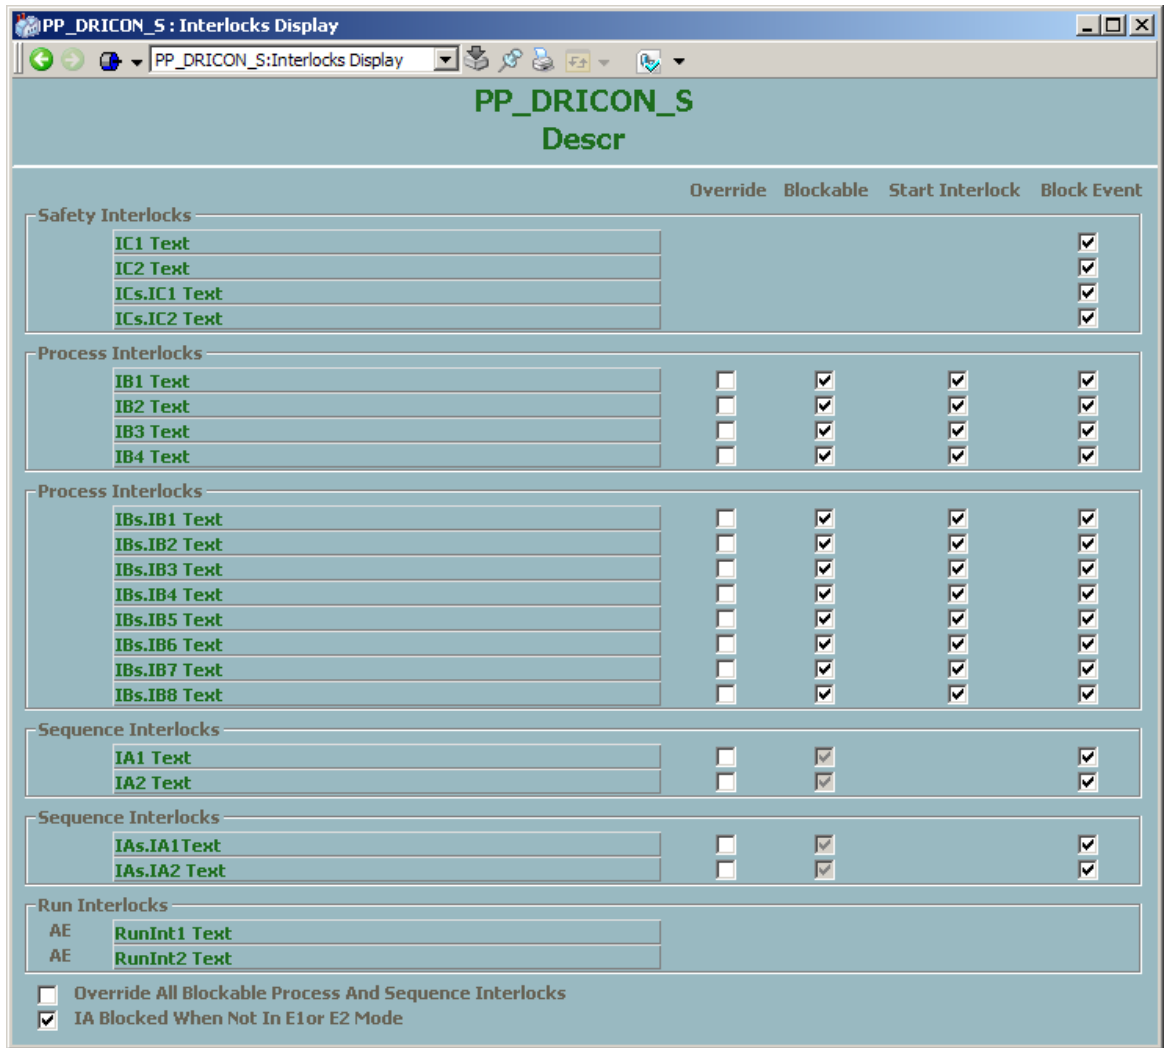 PP_DRICON_S : Interlocks Display
PP_DRICON_S:Interlocks Display
PP_DRICON_S
Descr
Override Blockable Start Interlock Block Event
Safety Interlocks
IC1 Text
IC2 Text
ICs.IC1 Text
ICs.IC2 Text
Process Interlocks
IB1 Text
IB2 Text
IB3 Text
IB4 Text
Process Interlocks
IBs.IB1 Text
IBs.IB2 Text
IBs.IB3 Text
IBs.IB4 Text
IBs.IB5 Text
IBs.IB6 Text
IBs.IB7 Text
IBs.IB8 Text
Sequence Interlocks
IA1 Text
IA2 Text
Sequence Interlocks
IAs.IA1Text
IAs.IA2 Text
Run Interlocks
AE RunInt1 Text
AE RunInt2 Text
Override All Blockable Process And Sequence Interlocks
IA Blocked When Not In E1or E2 Mode